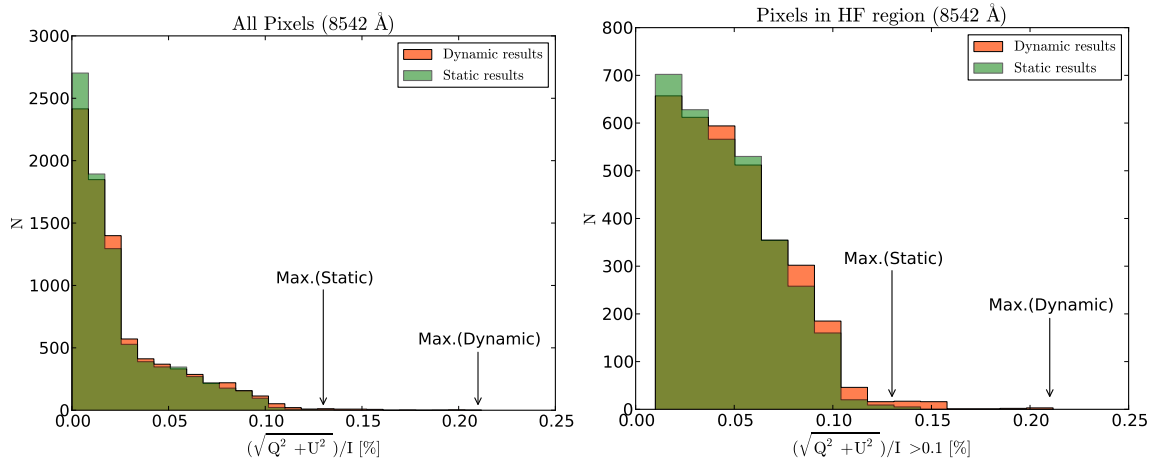 All Pixels (8542 Å)
3000
2500
2000
1500
1000
500
0
N
Dynamic results
Static results
Max.(Static)
Max.(Dynamic)
0.00 0.05 0.10 0.15 0.20 0.25
(√Q² +U² )/I [%]
Pixels in HF region (8542 Å)
800
700
600
500
400
300
200
100
0
N
Dynamic results
Static results
Max.(Static)
Max.(Dynamic)
0.00 0.05 0.10 0.15 0.20 0.25
(√Q² +U² )/I >0.1 [%]